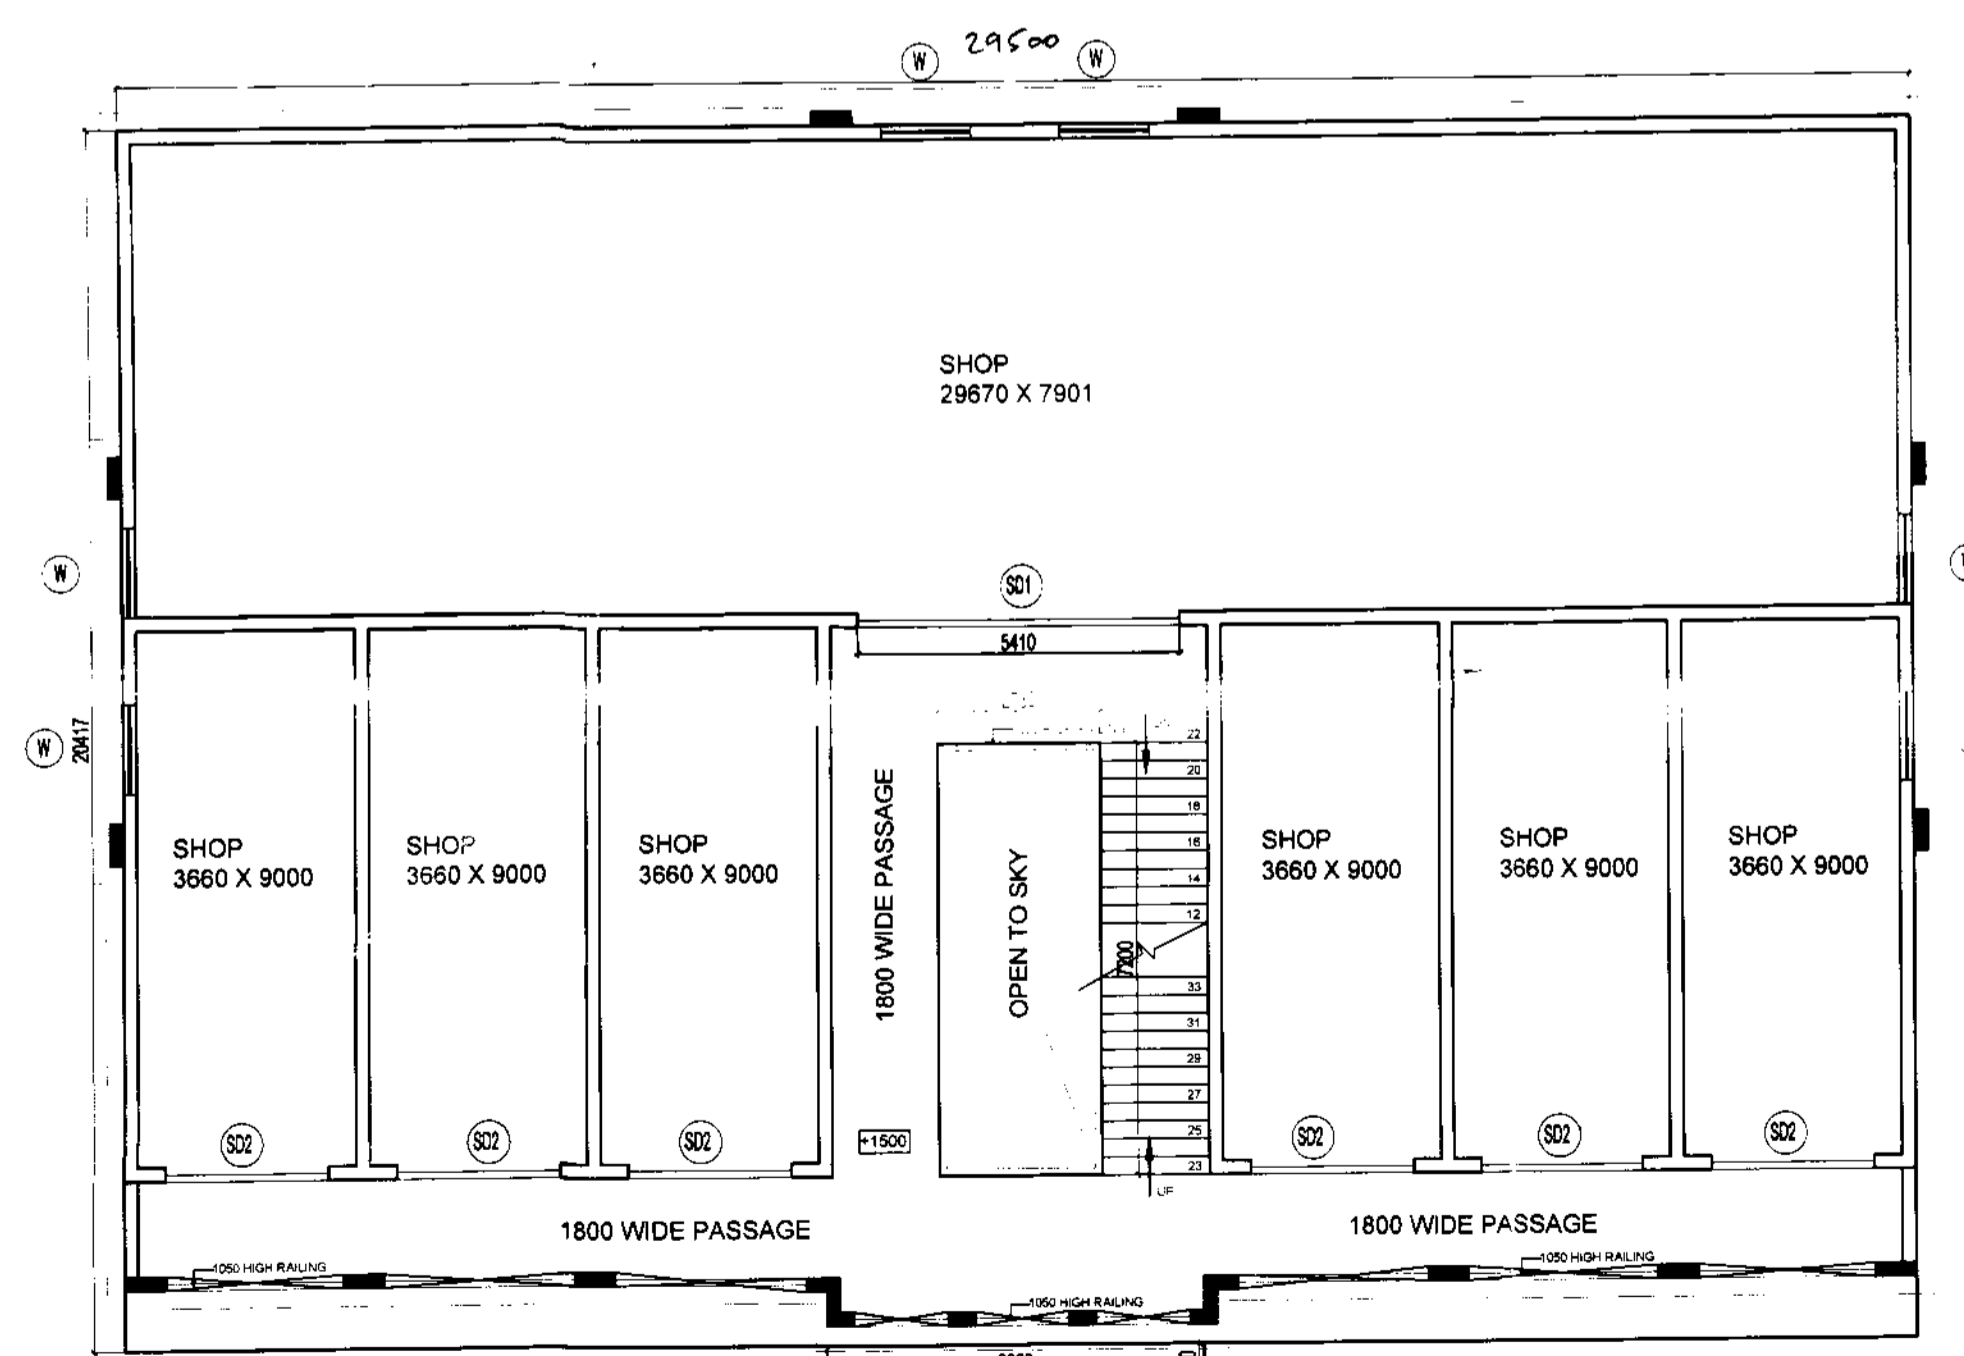 29500
W
W
SHOP
29670 X 7901
W
SD1
5410
W
20417
22
20
18
16
14
12
7200
33
31
29
27
25
23
SHOP
3660 X 9000
SHOP
3660 X 9000
SHOP
3660 X 9000
1800 WIDE PASSAGE
OPEN TO SKY
SHOP
3660 X 9000
SHOP
3660 X 9000
SHOP
3660 X 9000
SD2
SD2
SD2
+1500
SD2
SD2
SD2
1800 WIDE PASSAGE
1800 WIDE PASSAGE
1050 HIGH RAILING
1050 HIGH RAILING
1050 HIGH RAILING